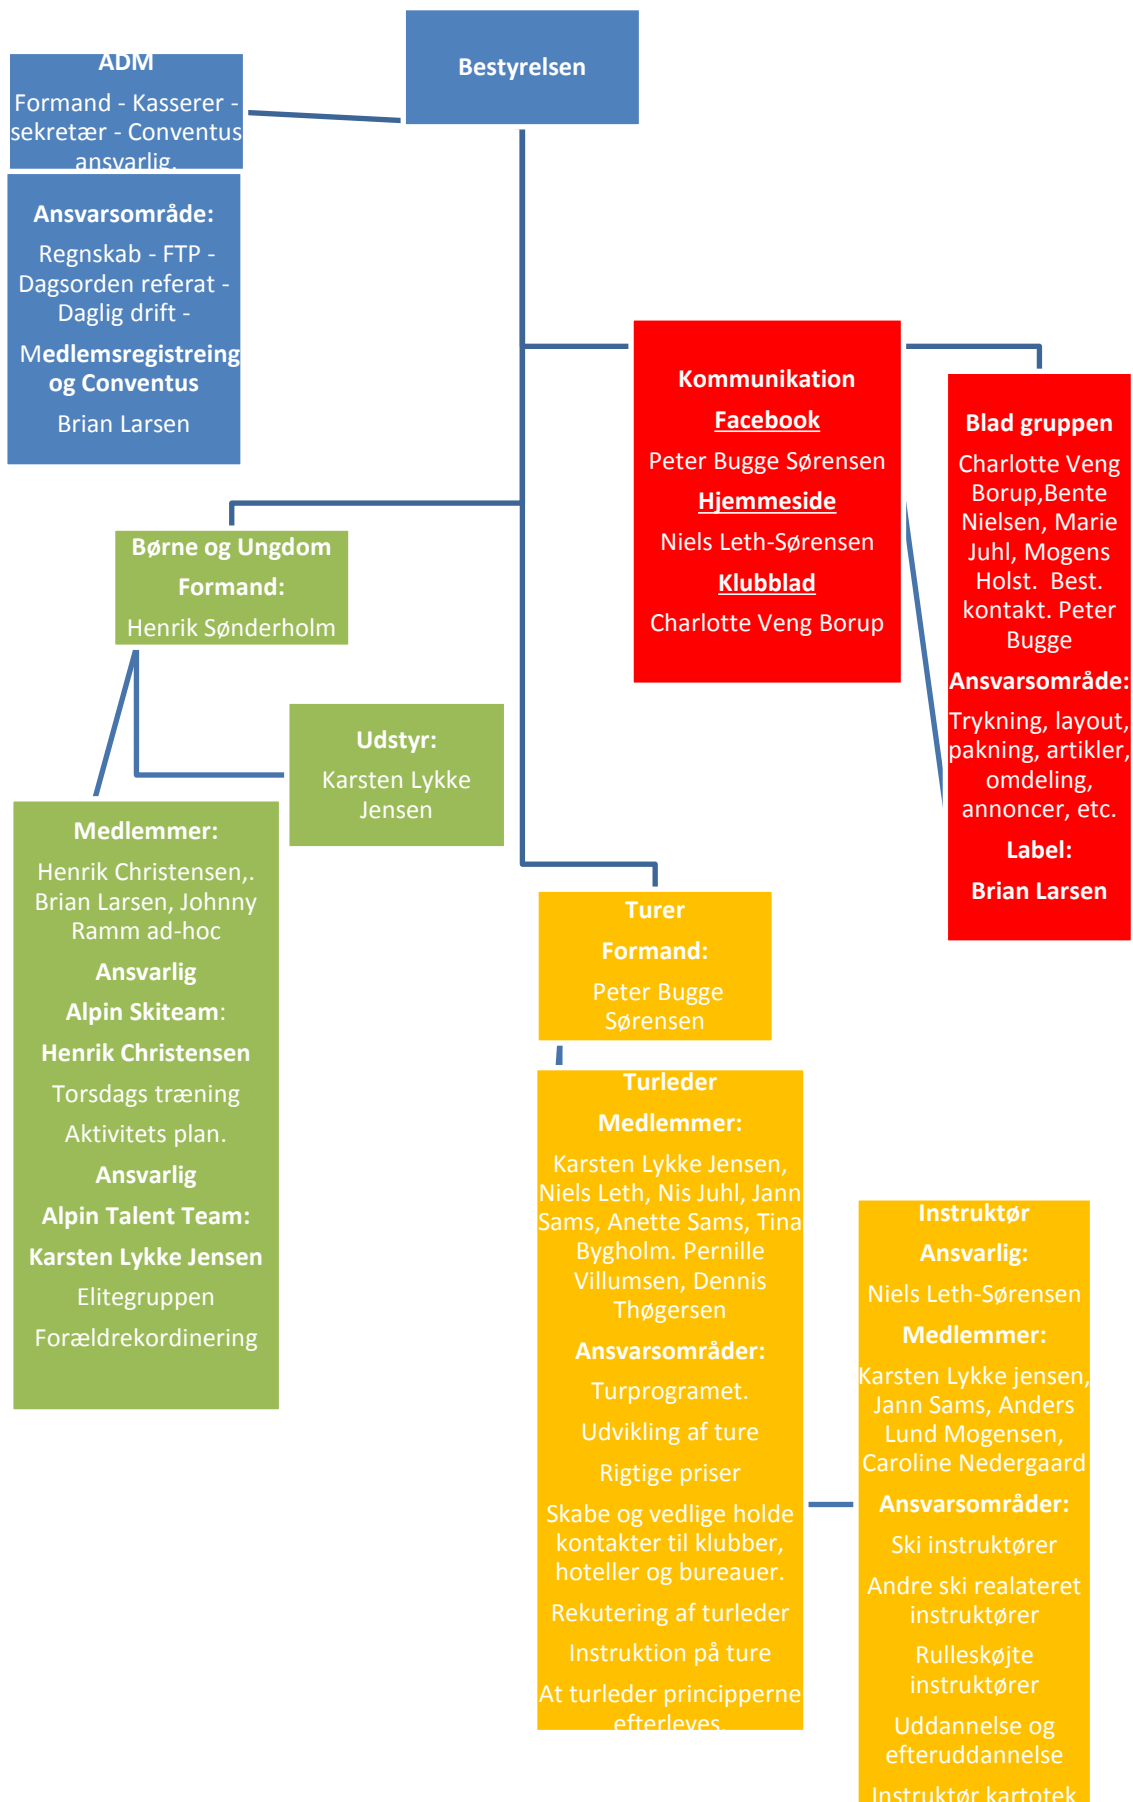 Bestyrelsen
ADM
Formand - Kasserer -
sekretær - Conventus
ansvarlig.
Ansvarsområde:
Regnskab - FTP -
Dagsorden referat -
Daglig drift -
Medlemsregistreing
og Conventus
Brian Larsen
Kommunikation
Facebook
Peter Bugge Sørensen
Hjemmeside
Niels Leth-Sørensen
Klubblad
Charlotte Veng Borup
Blad gruppen
Charlotte Veng
Borup,Bente
Nielsen, Marie
Juhl, Mogens
Holst.  Best.
kontakt. Peter
Bugge
Ansvarsområde:
Trykning, layout,
pakning, artikler,
omdeling,
annoncer, etc.
Label:
Brian Larsen
Børne og Ungdom
Formand:
Henrik Sønderholm
Udstyr:
Karsten Lykke
Jensen
Medlemmer:
Henrik Christensen,.
Brian Larsen, Johnny
Ramm ad-hoc
Ansvarlig
Alpin Skiteam:
Henrik Christensen
Torsdags træning
Aktivitets plan.
Ansvarlig
Alpin Talent Team:
Karsten Lykke Jensen
Elitegruppen
Forældrekordinering
Turer
Formand:
Peter Bugge
Sørensen
Turleder
Medlemmer:
Karsten Lykke Jensen,
Niels Leth, Nis Juhl, Jann
Sams, Anette Sams, Tina
Bygholm. Pernille
Villumsen, Dennis
Thøgersen
Ansvarsområder:
Turprogramet.
Udvikling af ture
Rigtige priser
Skabe og vedlige holde
kontakter til klubber,
hoteller og bureauer.
Rekutering af turleder
Instruktion på ture
At turleder principperne
efterleves.
Instruktør
Ansvarlig:
Niels Leth-Sørensen
Medlemmer:
Karsten Lykke jensen,
Jann Sams, Anders
Lund Mogensen,
Caroline Nedergaard
Ansvarsområder:
Ski instruktører
Andre ski realateret
instruktører
Rulleskøjte
instruktører
Uddannelse og
efteruddannelse
Instruktør kartotek